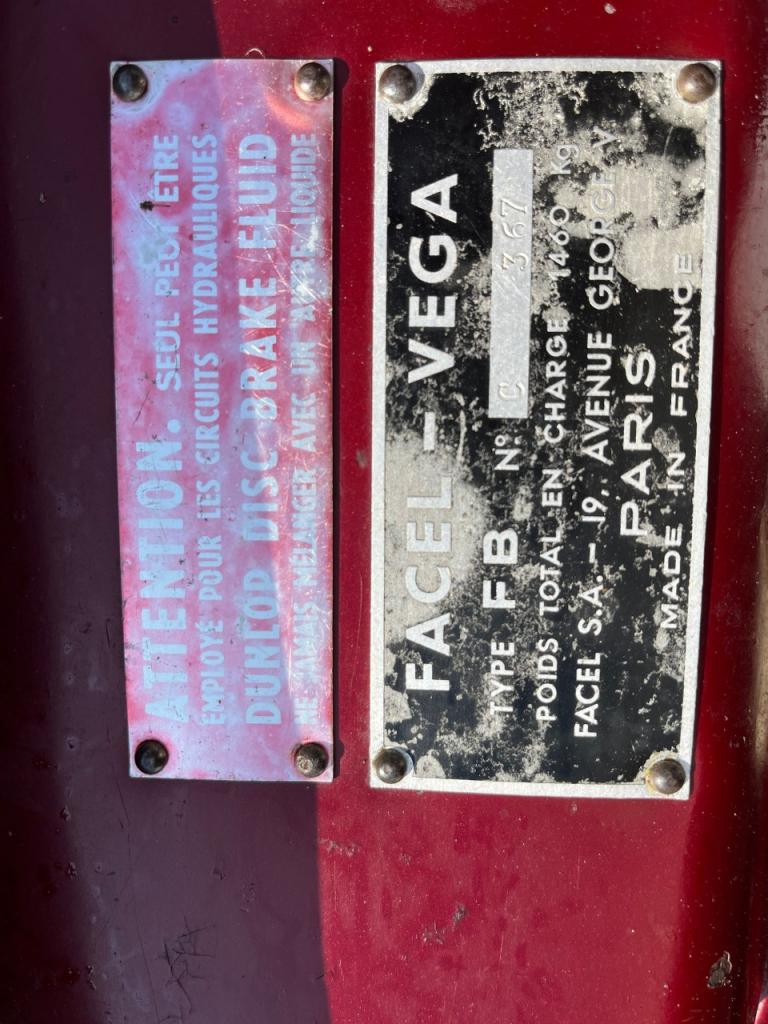 ATTENTION. SEUL PEUT ETRE
EMPLOYÉ POUR LES CIRCUITS HYDRAULIQUES
DUNLOP DISC BRAKE FLUID
NE JAMAIS MÉLANGER AVEC UN AUTRE LIQUIDE
FACEL - VEGA
TYPE FB N° C 367
POIDS TOTAL EN CHARGE 1460 Kg
FACEL S.A. - 19, AVENUE GEORGE V
PARIS
MADE IN FRANCE